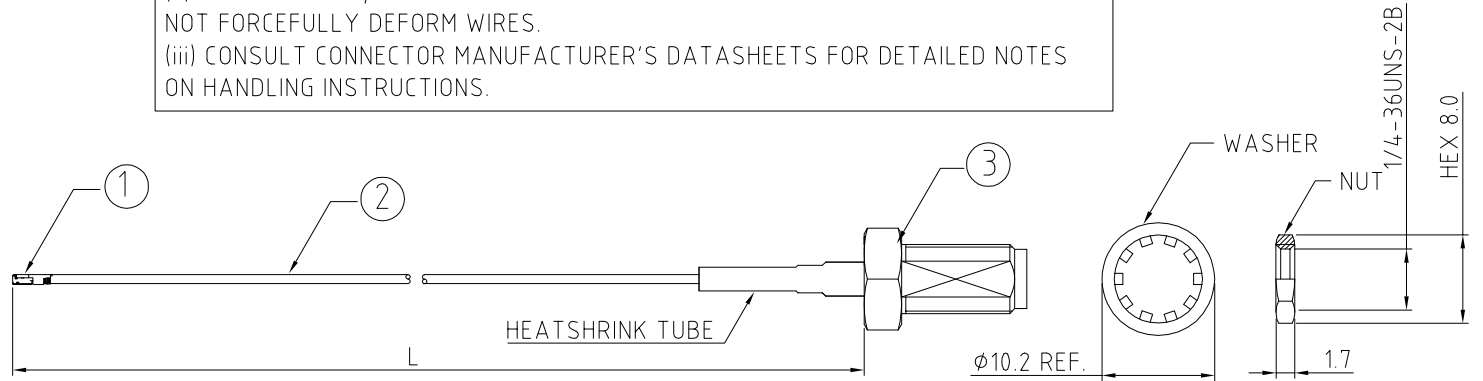 NOT FORCEFULLY DEFORM WIRES.
(iii) CONSULT CONNECTOR MANUFACTURER'S DATASHEETS FOR DETAILED NOTES
ON HANDLING INSTRUCTIONS.
1
2
3
WASHER
NUT
1/4-36UNS-2B
HEX 8.0
HEATSHRINK TUBE
L
⌀10.2 REF.
1.7